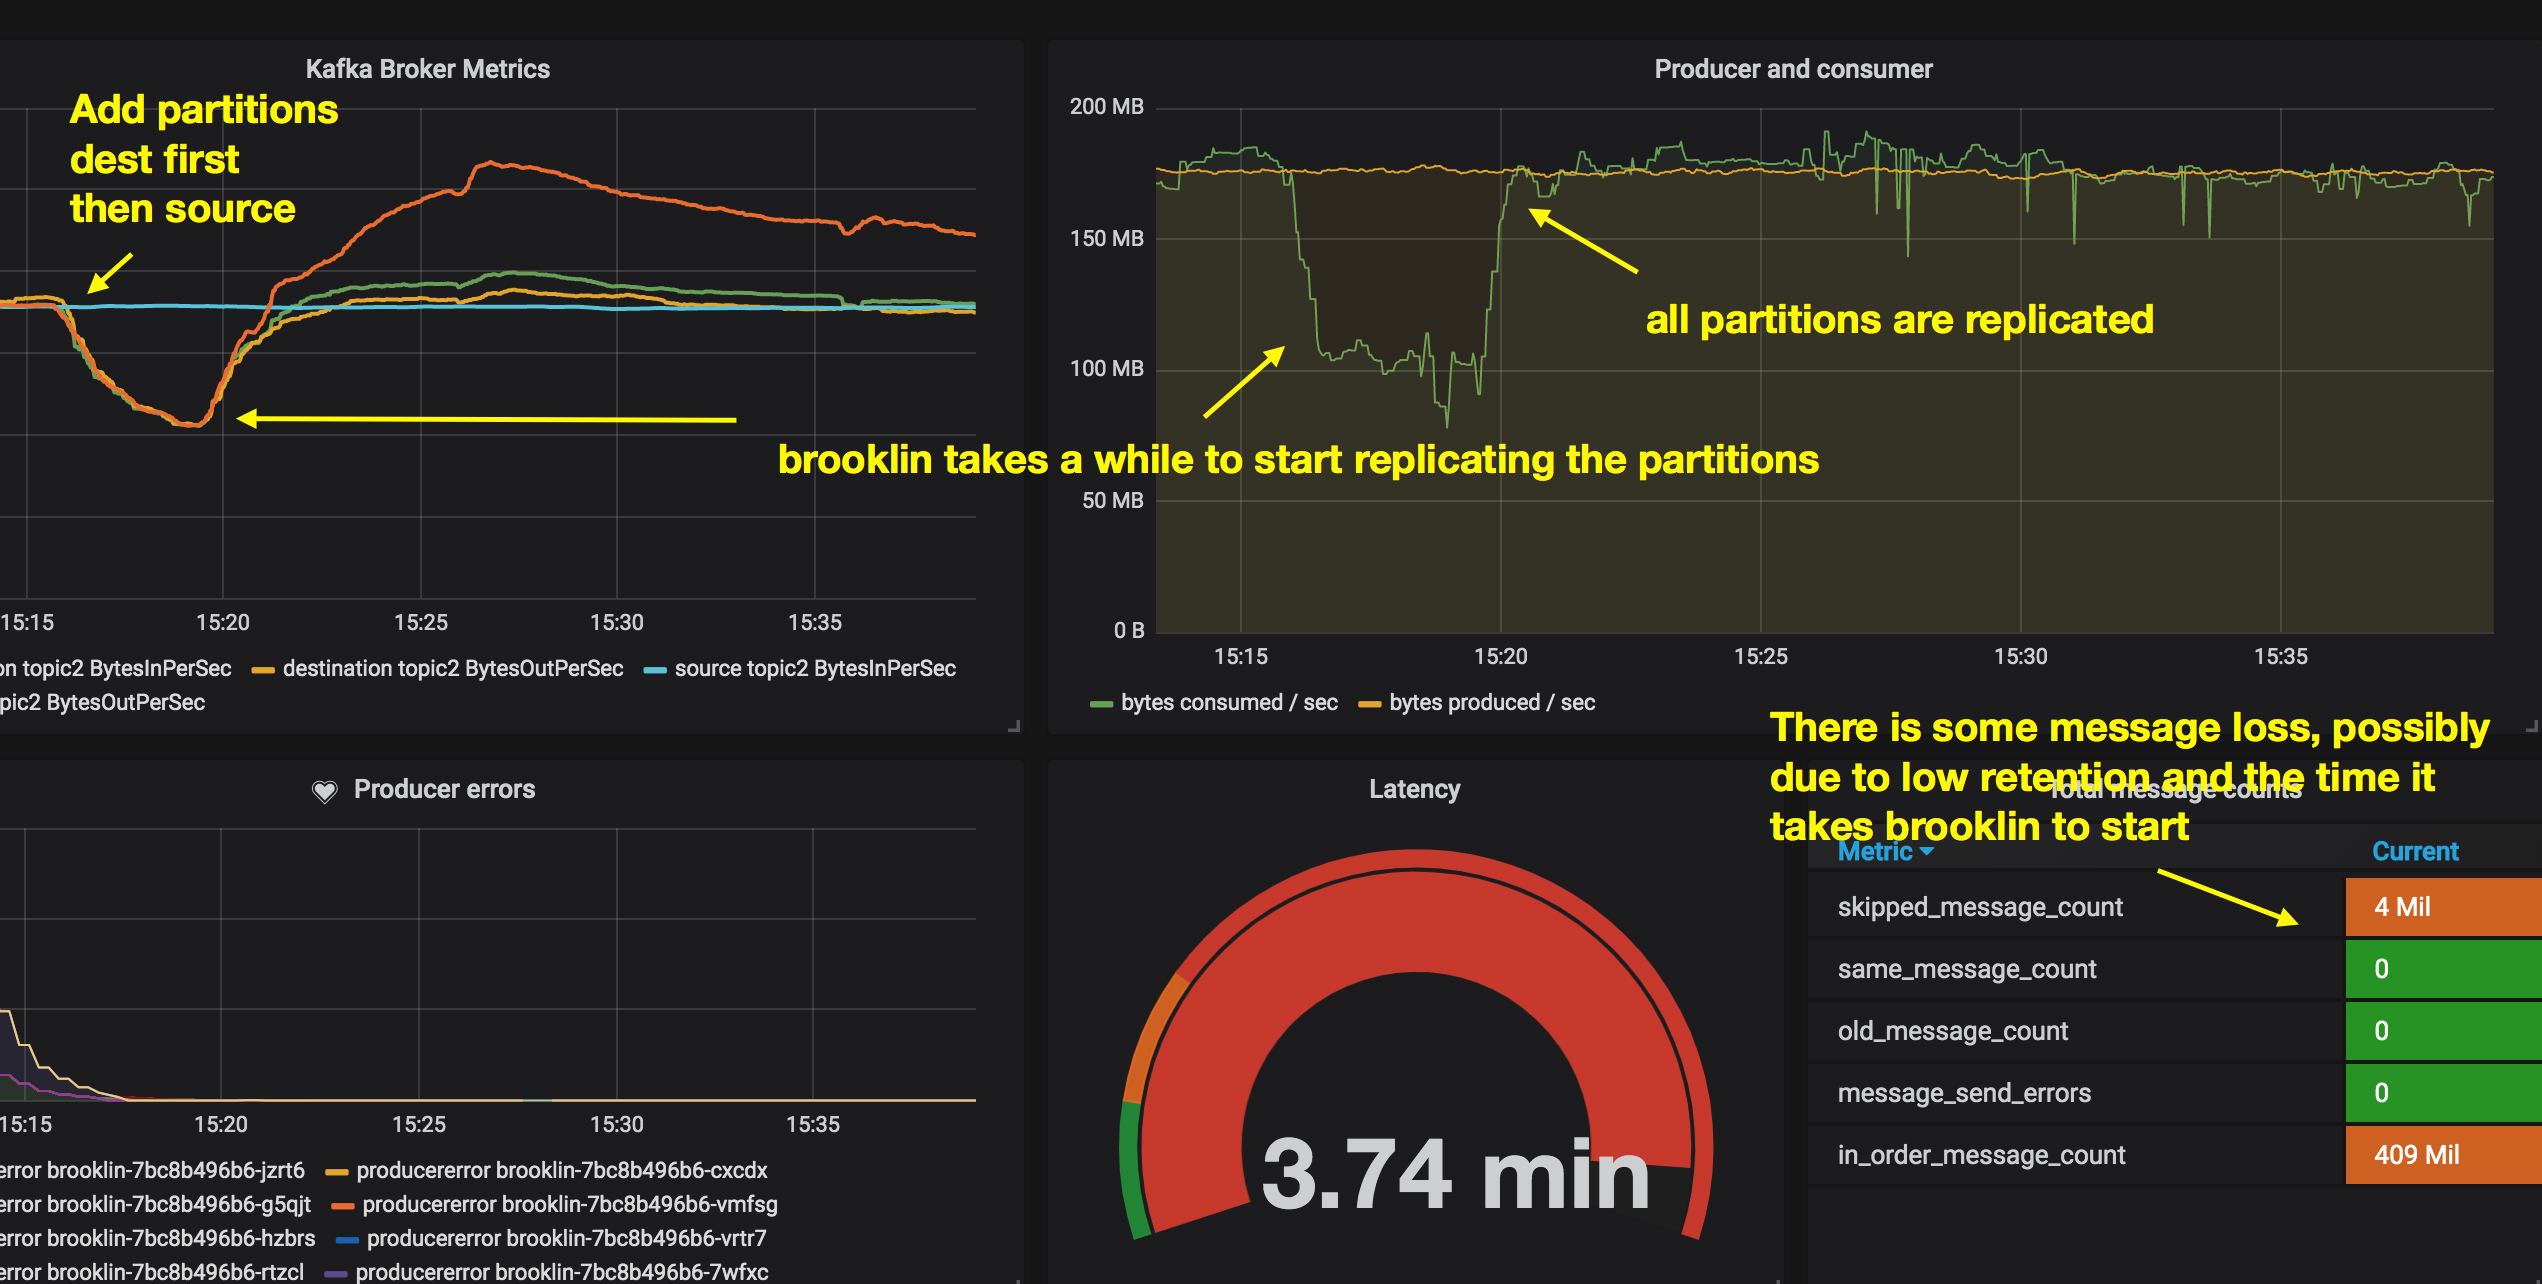 Kafka Broker Metrics
Add partitions
dest first
then source
15:15
15:20
15:25
15:30
15:35
on topic2 BytesInPerSec
destination topic2 BytesOutPerSec
source topic2 BytesInPerSec
pic2 BytesOutPerSec
Producer and consumer
200 MB
150 MB
100 MB
50 MB
0 B
all partitions are replicated
brooklin takes a while to start replicating the partitions
15:15
15:20
15:25
15:30
15:35
bytes consumed / sec
bytes produced / sec
Producer errors
15:15
15:20
15:25
15:30
15:35
error brooklin-7bc8b496b6-jzrt6
producererror brooklin-7bc8b496b6-cxcdx
error brooklin-7bc8b496b6-g5qjt
producererror brooklin-7bc8b496b6-vmfsg
error brooklin-7bc8b496b6-hzbrs
producererror brooklin-7bc8b496b6-vrtr7
error brooklin-7bc8b496b6-rtzcl
producererror brooklin-7bc8b496b6-7wfxc
Latency
3.74 min
There is some message loss, possibly
due to low retention and the time it
takes brooklin to start
Total message counts
Metric
Current
skipped_message_count
4 Mil
same_message_count
0
old_message_count
0
message_send_errors
0
in_order_message_count
409 Mil